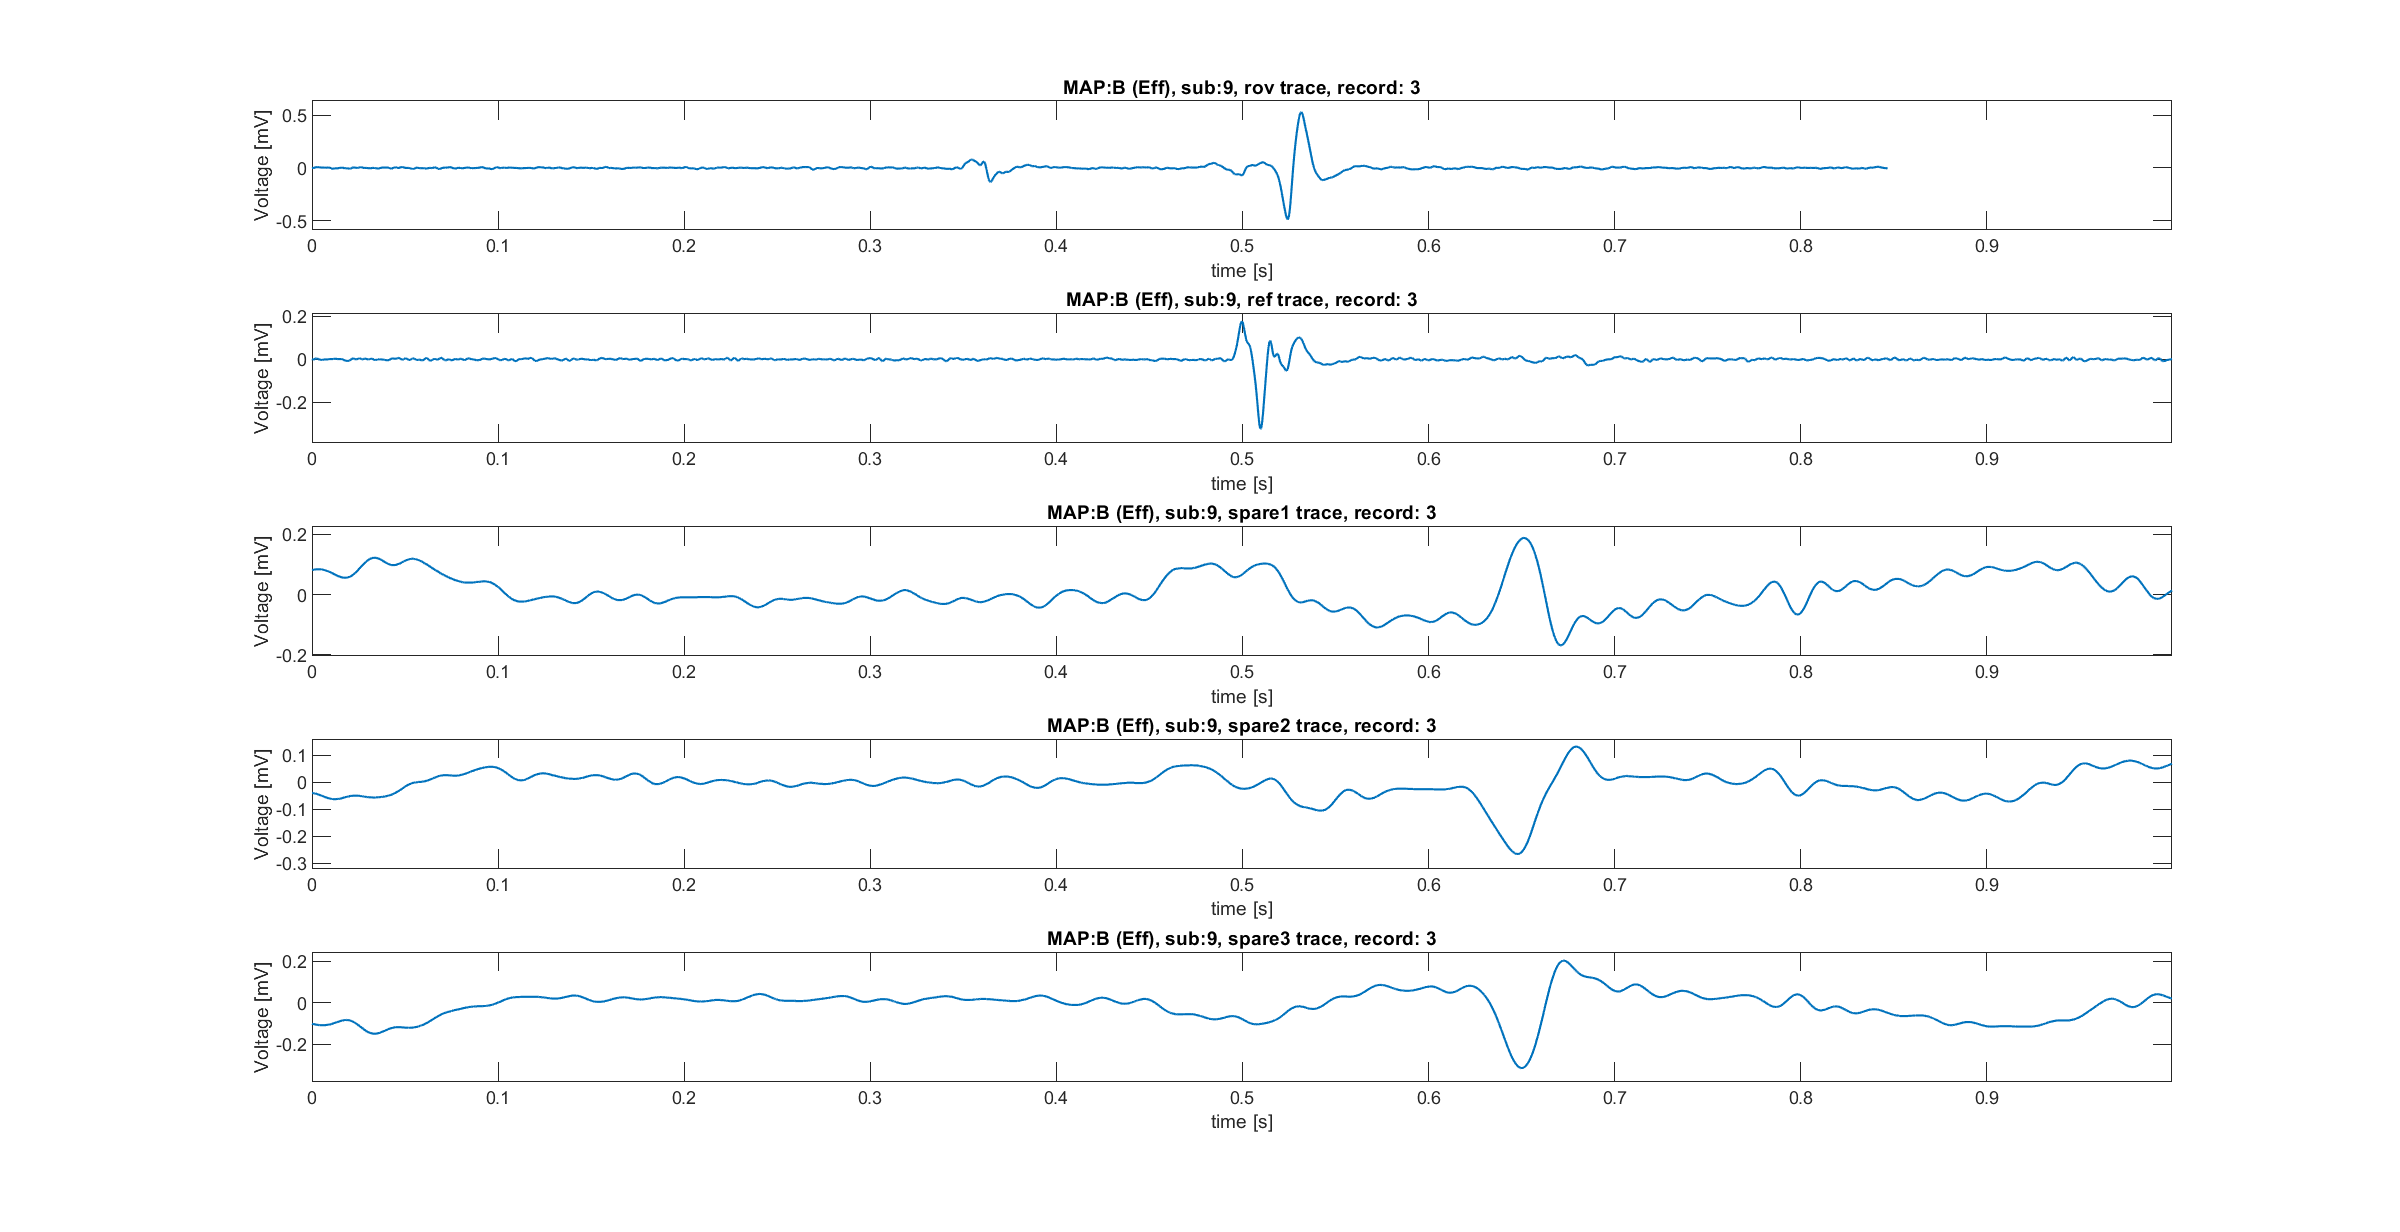 MAP:B (Eff), sub:9, rov trace, record: 3
Voltage [mV]
0.5
0
-0.5
0 0.1 0.2 0.3 0.4 0.5 0.6 0.7 0.8 0.9
time [s]
MAP:B (Eff), sub:9, ref trace, record: 3
Voltage [mV]
0.2
0
-0.2
0 0.1 0.2 0.3 0.4 0.5 0.6 0.7 0.8 0.9
time [s]
MAP:B (Eff), sub:9, spare1 trace, record: 3
Voltage [mV]
0.2
0
-0.2
0 0.1 0.2 0.3 0.4 0.5 0.6 0.7 0.8 0.9
time [s]
MAP:B (Eff), sub:9, spare2 trace, record: 3
Voltage [mV]
0.1
0
-0.1
-0.2
-0.3
0 0.1 0.2 0.3 0.4 0.5 0.6 0.7 0.8 0.9
time [s]
MAP:B (Eff), sub:9, spare3 trace, record: 3
Voltage [mV]
0.2
0
-0.2
0 0.1 0.2 0.3 0.4 0.5 0.6 0.7 0.8 0.9
time [s]